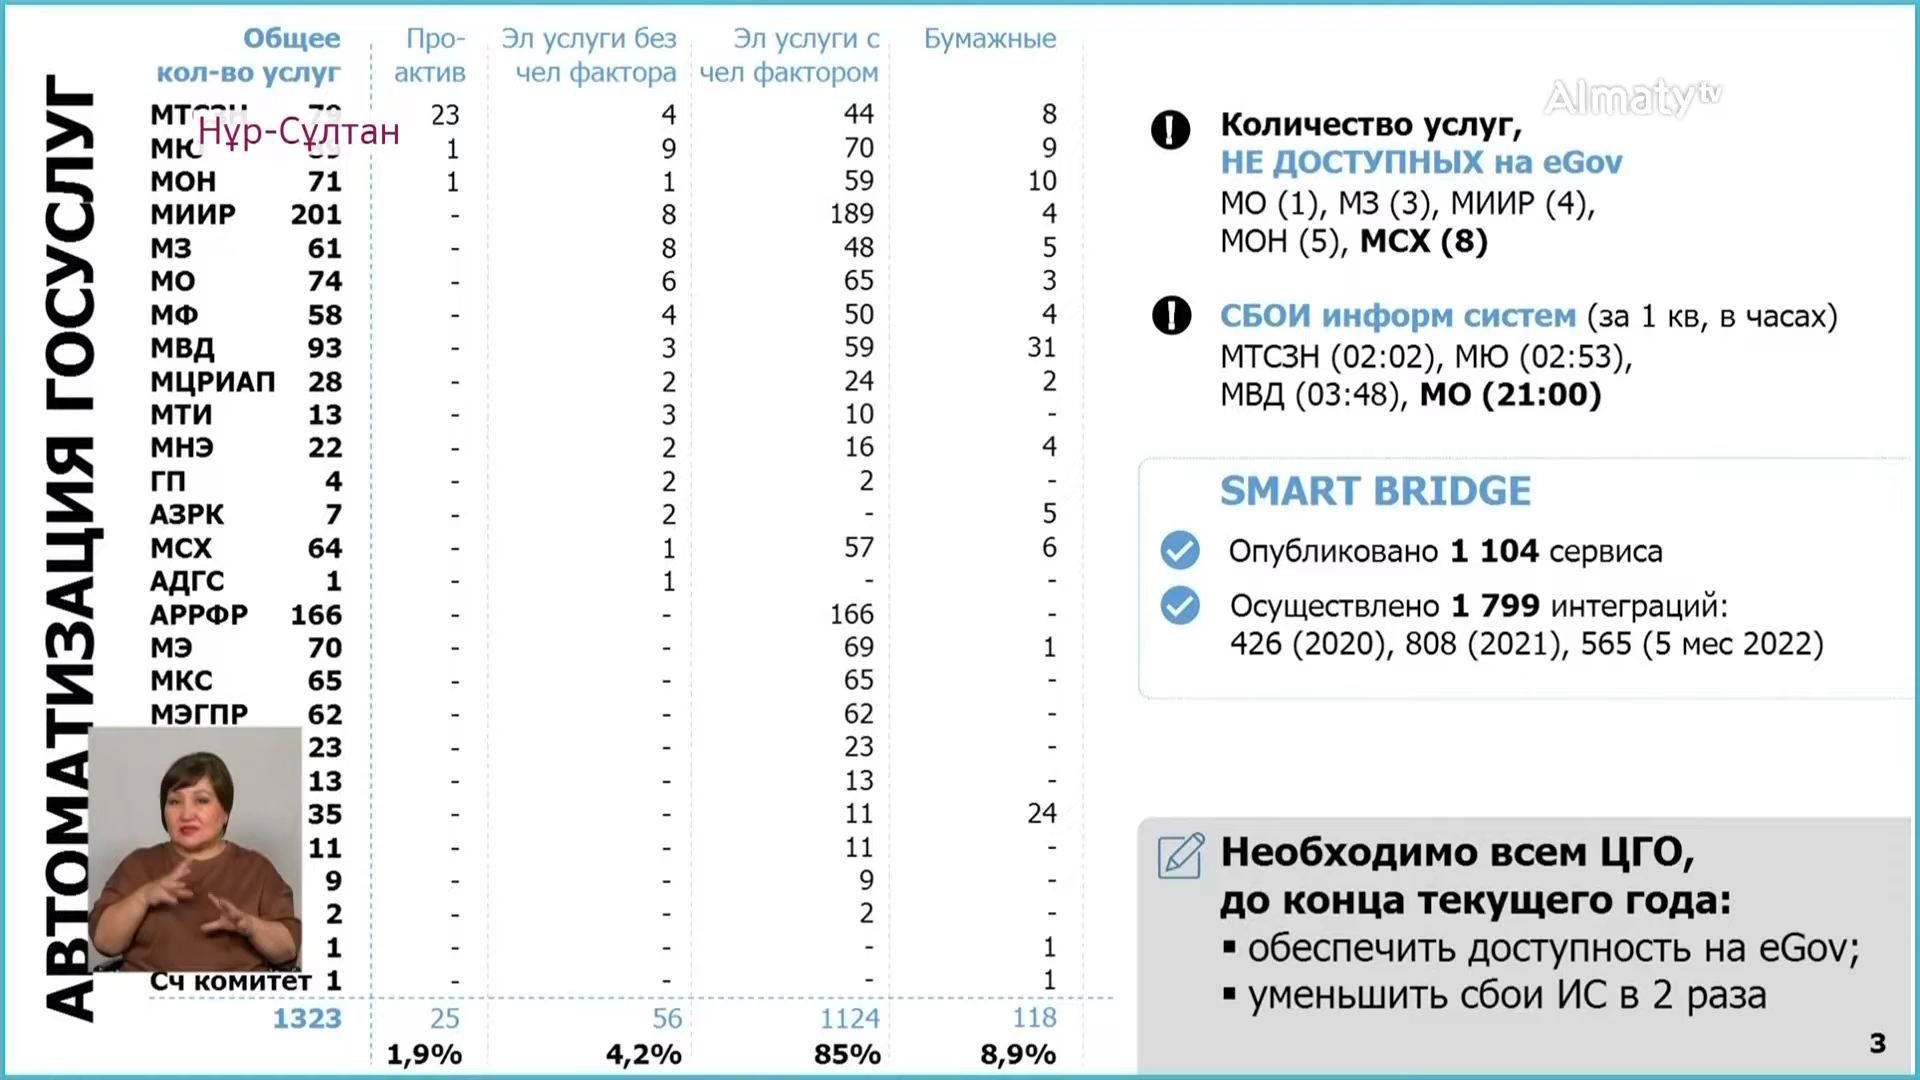 АВТОМАТИЗАЦИЯ ГОСУСЛУГ
Общее кол-во услуг Про-актив Эл услуги без чел фактора Эл услуги с чел фактором Бумажные
23 4 44 8
МЮ 1 9 70 9
Нұр-Сұлтан
МОН 71 1 1 59 10
МИИР 201 - 8 189 4
МЗ 61 - 8 48 5
МО 74 - 6 65 3
МФ 58 - 4 50 4
МВД 93 - 3 59 31
МЦРИАП 28 - 2 24 2
МТИ 13 - 3 10 -
МНЭ 22 - 2 16 4
ГП 4 - 2 2 -
АЗРК 7 - 2 - 5
МСХ 64 - 1 57 6
АДГС 1 - 1 - -
АРРФР 166 - - 166 -
МЭ 70 - - 69 1
МКС 65 - - 65 -
МЭГПР 62 - - 62 -
23 - - 23 -
13 - - 13 -
35 - - 11 24
11 - - 11 -
9 - - 9 -
2 - - 2 -
1 - - - 1
Сч комитет 1 - - - 1
1323 25 56 1124 118
1,9% 4,2% 85% 8,9%
Almaty tv
Количество услуг,
НЕ ДОСТУПНЫХ на eGov
МО (1), МЗ (3), МИИР (4),
МОН (5), МСХ (8)
СБОИ информ систем (за 1 кв, в часах)
МТСЗН (02:02), МЮ (02:53),
МВД (03:48), МО (21:00)
SMART BRIDGE
Опубликовано 1 104 сервиса
Осуществлено 1 799 интеграций:
426 (2020), 808 (2021), 565 (5 мес 2022)
Необходимо всем ЦГО,
до конца текущего года:
▪ обеспечить доступность на eGov;
▪ уменьшить сбои ИС в 2 раза
3